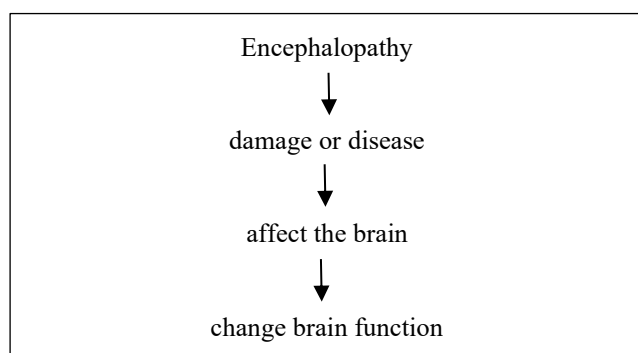 Encephalopathy
damage or disease
affect the brain
change brain function